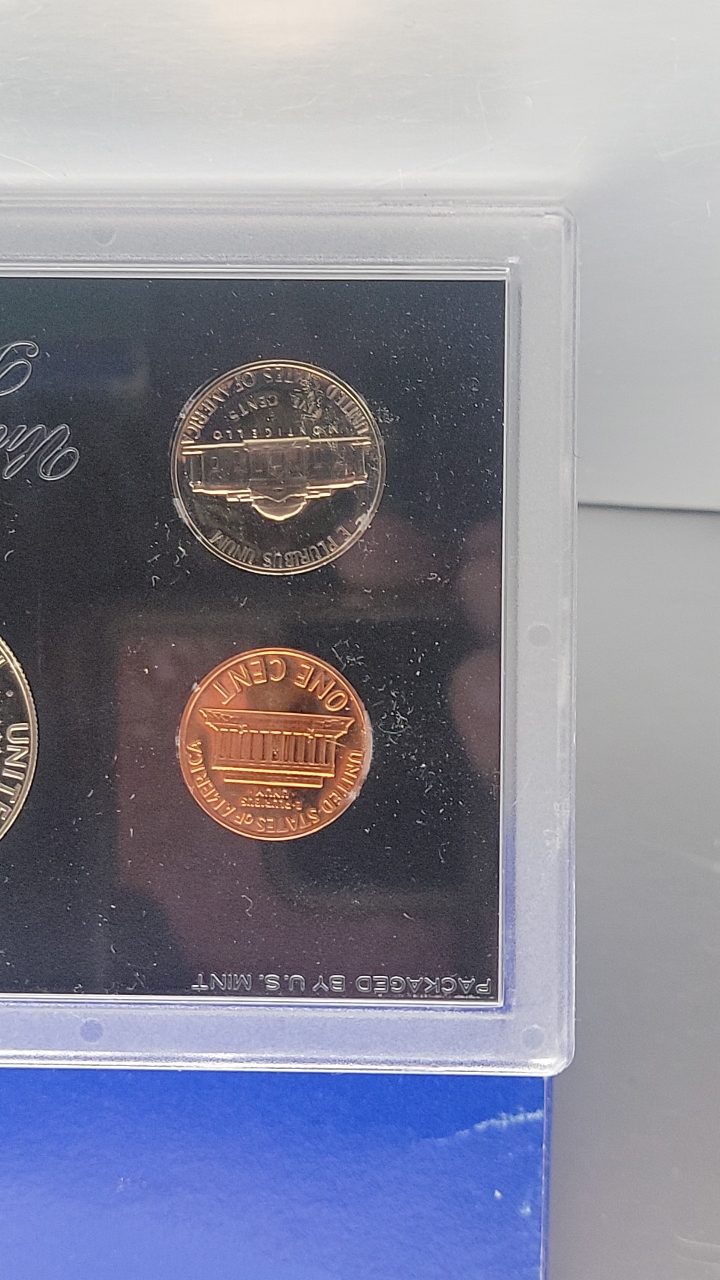 UNITED STATES OF AMERICA
FIVE CENTS
MONTICELLO
E PLURIBUS UNUM
ONE CENT
UNITED STATES OF AMERICA
E·PLURIBUS
UNUM
UNITE
PACKAGED BY U.S. MINT